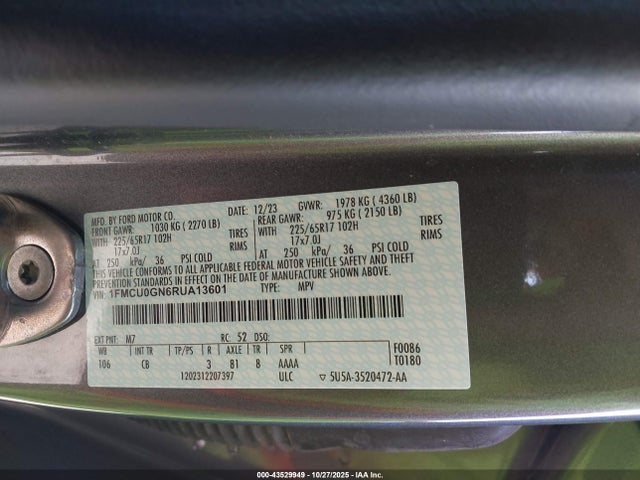 MFD. BY FORD MOTOR CO.
DATE: 12/23 GVWR: 1978 KG ( 4360 LB)
FRONT GAWR: 1030 KG ( 2270 LB) REAR GAWR: 975 KG ( 2150 LB)
WITH 225/65R17 102H TIRES WITH 225/65R17 102H TIRES
17x7.0J RIMS 17x7.0J RIMS
AT 250 kPa/ 36 PSI COLD AT 250 kPa/ 36 PSI COLD
THIS VEHICLE CONFORMS TO ALL APPLICABLE FEDERAL MOTOR VEHICLE SAFETY AND THEFT
PREVENTION STANDARDS IN EFFECT ON THE DATE OF MANUFACTURE SHOWN ABOVE.
VIN: 1FMCU0GN6RUA13601 TYPE: MPV
EXT PNT: M7 RC: 52 DSO:
WB INT TR TP/PS R AXLE TR SPR
106 CB 3 81 8 AAAA
F0086
T0180
1202312207397 ULC ▽ 5U5A-3520472-AA
000-43529949 - 10/27/2025 - IAA Inc.